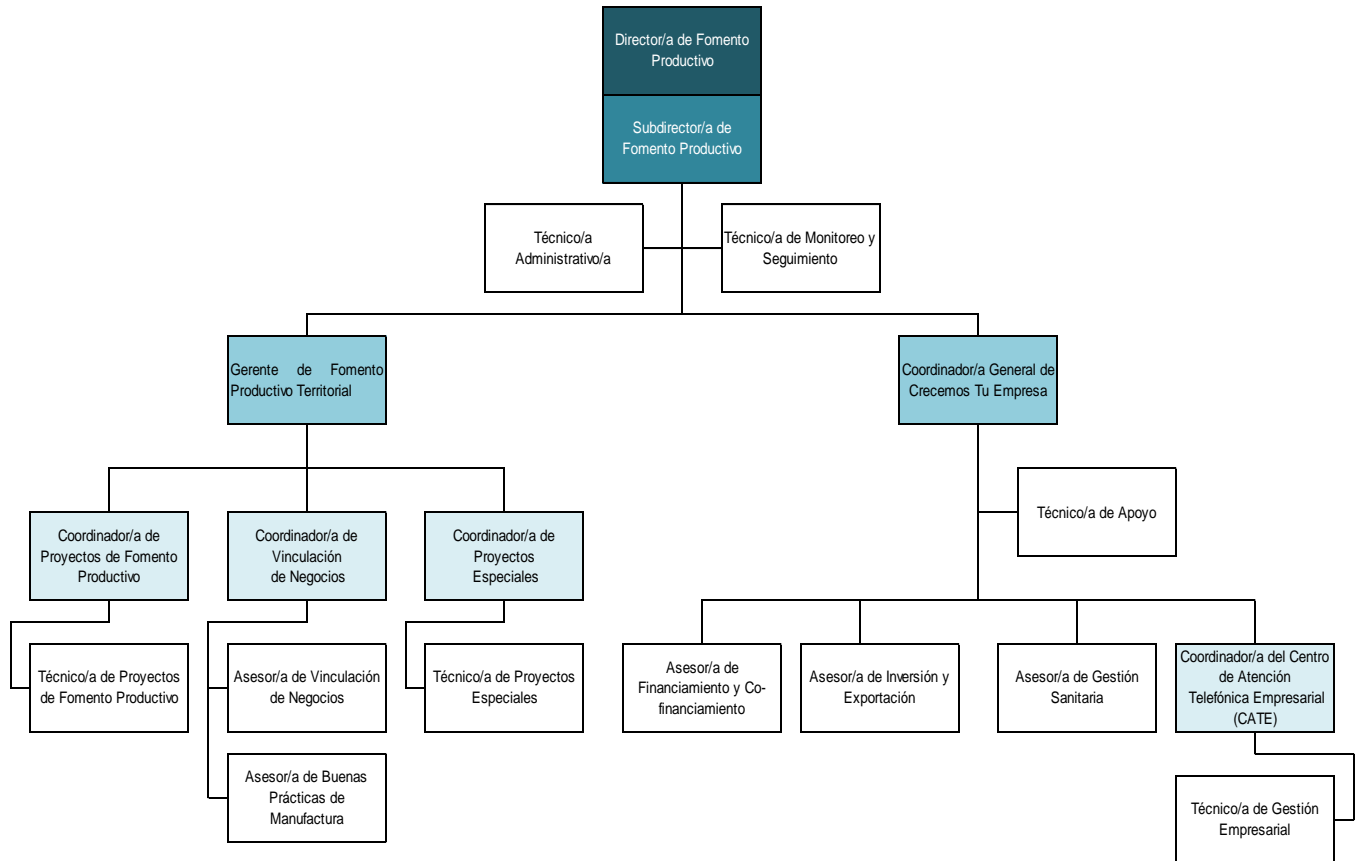 Director/a de Fomento
Productivo
Subdirector/a de
Fomento Productivo
Técnico/a
Administrativo/a
Técnico/a de Monitoreo y
Seguimiento
Gerente de Fomento
Productivo Territorial
Coordinador/a General de
Crecemos Tu Empresa
Técnico/a de Apoyo
Coordinador/a de
Proyectos de Fomento
Productivo
Coordinador/a de
Vinculación
de Negocios
Coordinador/a de
Proyectos
Especiales
Técnico/a de Proyectos
de Fomento Productivo
Asesor/a de Vinculación
de Negocios
Técnico/a de Proyectos
Especiales
Asesor/a de
Financiamiento y Co-
financiamiento
Asesor/a de Inversión y
Exportación
Asesor/a de Gestión
Sanitaria
Coordinador/a del Centro
de Atención
Telefónica Empresarial
(CATE)
Asesor/a de Buenas
Prácticas de
Manufactura
Técnico/a de Gestión
Empresarial